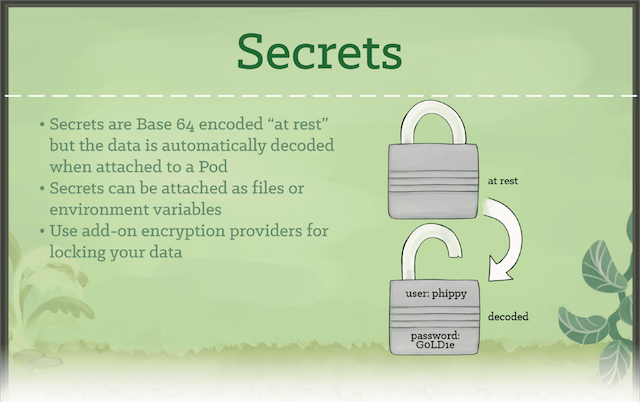 Secrets
• Secrets are Base 64 encoded “at rest”
but the data is automatically decoded
when attached to a Pod
• Secrets can be attached as files or
environment variables
• Use add-on encryption providers for
locking your data
at rest
user: phippy
decoded
password:
GoLD1e